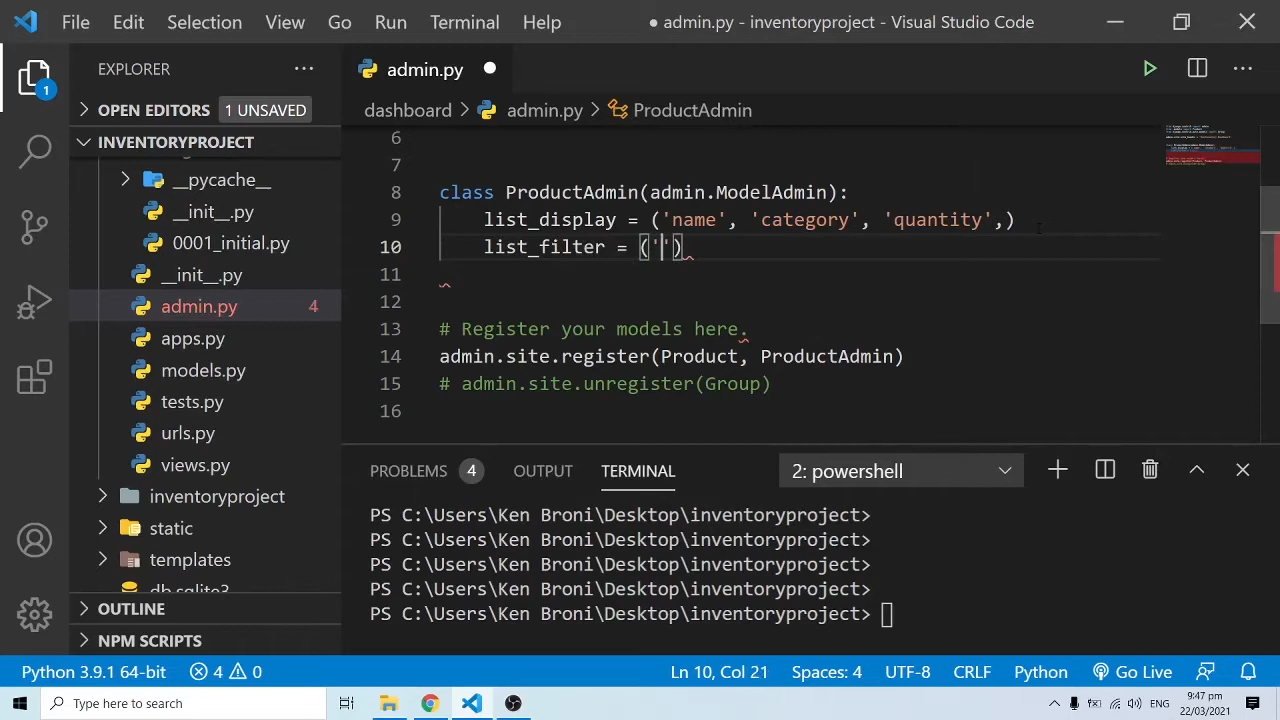 File Edit Selection View Go Run Terminal Help ● admin.py - inventoryproject - Visual Studio Code
EXPLORER ···
OPEN EDITORS 1 UNSAVED
INVENTORYPROJECT
__pycache__
__init__.py
0001_initial.py
__init__.py
admin.py 4
apps.py
models.py
tests.py
urls.py
views.py
inventoryproject
static
templates
db.sqlite3
OUTLINE
NPM SCRIPTS
1
admin.py ●
dashboard > admin.py > ProductAdmin
6
7
8 class ProductAdmin(admin.ModelAdmin):
9 list_display = ('name', 'category', 'quantity',)
10 list_filter = ('')
11
12
13 # Register your models here.
14 admin.site.register(Product, ProductAdmin)
15 # admin.site.unregister(Group)
16
PROBLEMS 4 OUTPUT TERMINAL 2: powershell
PS C:\Users\Ken Broni\Desktop\inventoryproject>
PS C:\Users\Ken Broni\Desktop\inventoryproject>
PS C:\Users\Ken Broni\Desktop\inventoryproject>
PS C:\Users\Ken Broni\Desktop\inventoryproject>
PS C:\Users\Ken Broni\Desktop\inventoryproject>
Python 3.9.1 64-bit 4 0 Ln 10, Col 21 Spaces: 4 UTF-8 CRLF Python Go Live
Type here to search ENG 9:47 pm
22/03/2021